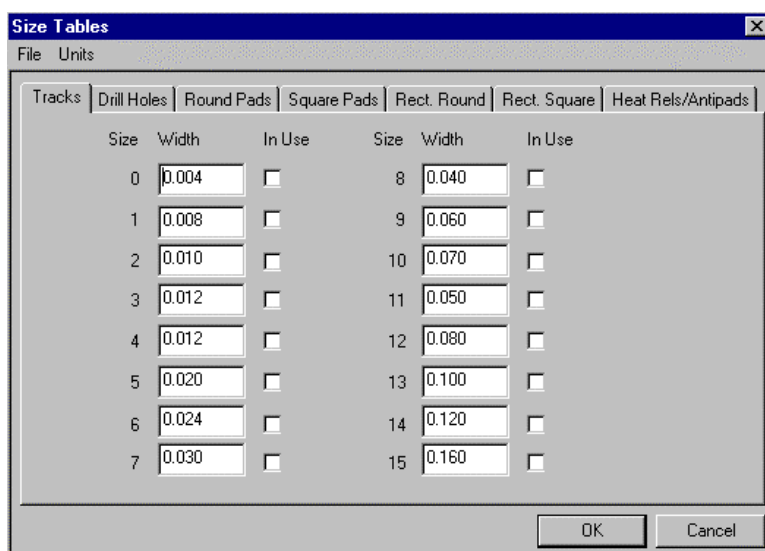 Size Tables
File Units
Tracks Drill Holes Round Pads Square Pads Rect. Round Rect. Square Heat Rels/Antipads
Size Width In Use Size Width In Use
0 0.004 8 0.040
1 0.008 9 0.060
2 0.010 10 0.070
3 0.012 11 0.050
4 0.012 12 0.080
5 0.020 13 0.100
6 0.024 14 0.120
7 0.030 15 0.160
OK Cancel